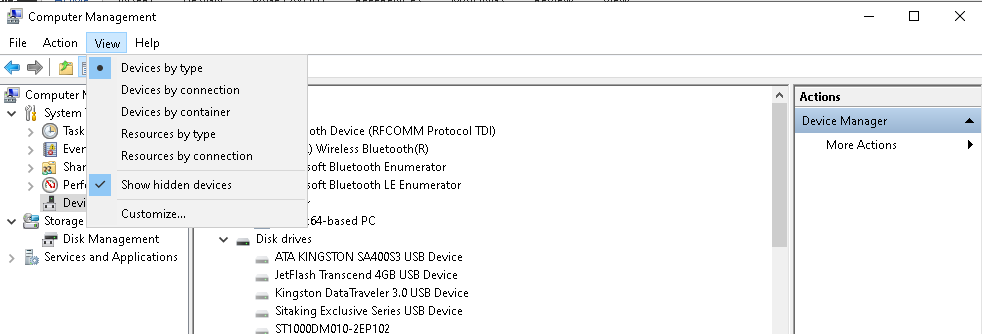 Computer Management
File Action View Help
Devices by type
Devices by connection
Devices by container
Resources by type
Resources by connection
Show hidden devices
Customize...
Computer M
System T
Task
Even
Shar
Perfo
Devi
Storage
Disk Management
Services and Applications
oth Device (RFCOMM Protocol TDI)
) Wireless Bluetooth(R)
soft Bluetooth Enumerator
soft Bluetooth LE Enumerator
r
x64-based PC
Disk drives
ATA KINGSTON SA400S3 USB Device
JetFlash Transcend 4GB USB Device
Kingston DataTraveler 3.0 USB Device
Sitaking Exclusive Series USB Device
ST1000DM010-2EP102
Actions
Device Manager
More Actions